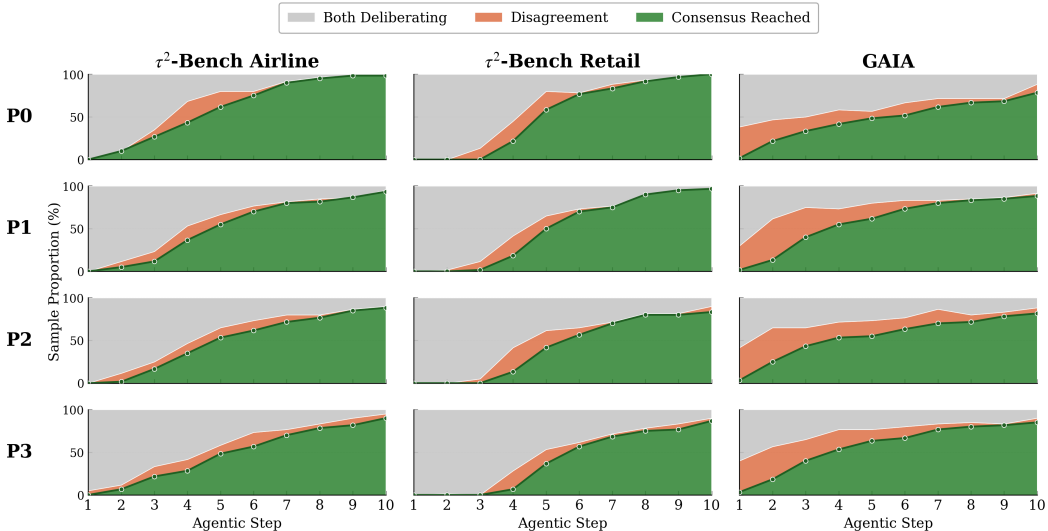 Both Deliberating Disagreement Consensus Reached
τ²-Bench Airline τ²-Bench Retail GAIA
P0
100
50
0
P1
100
50
0
Sample Proportion (%)
P2
100
50
0
P3
100
50
0
1 2 3 4 5 6 7 8 9 10 1 2 3 4 5 6 7 8 9 10 1 2 3 4 5 6 7 8 9 10
Agentic Step Agentic Step Agentic Step